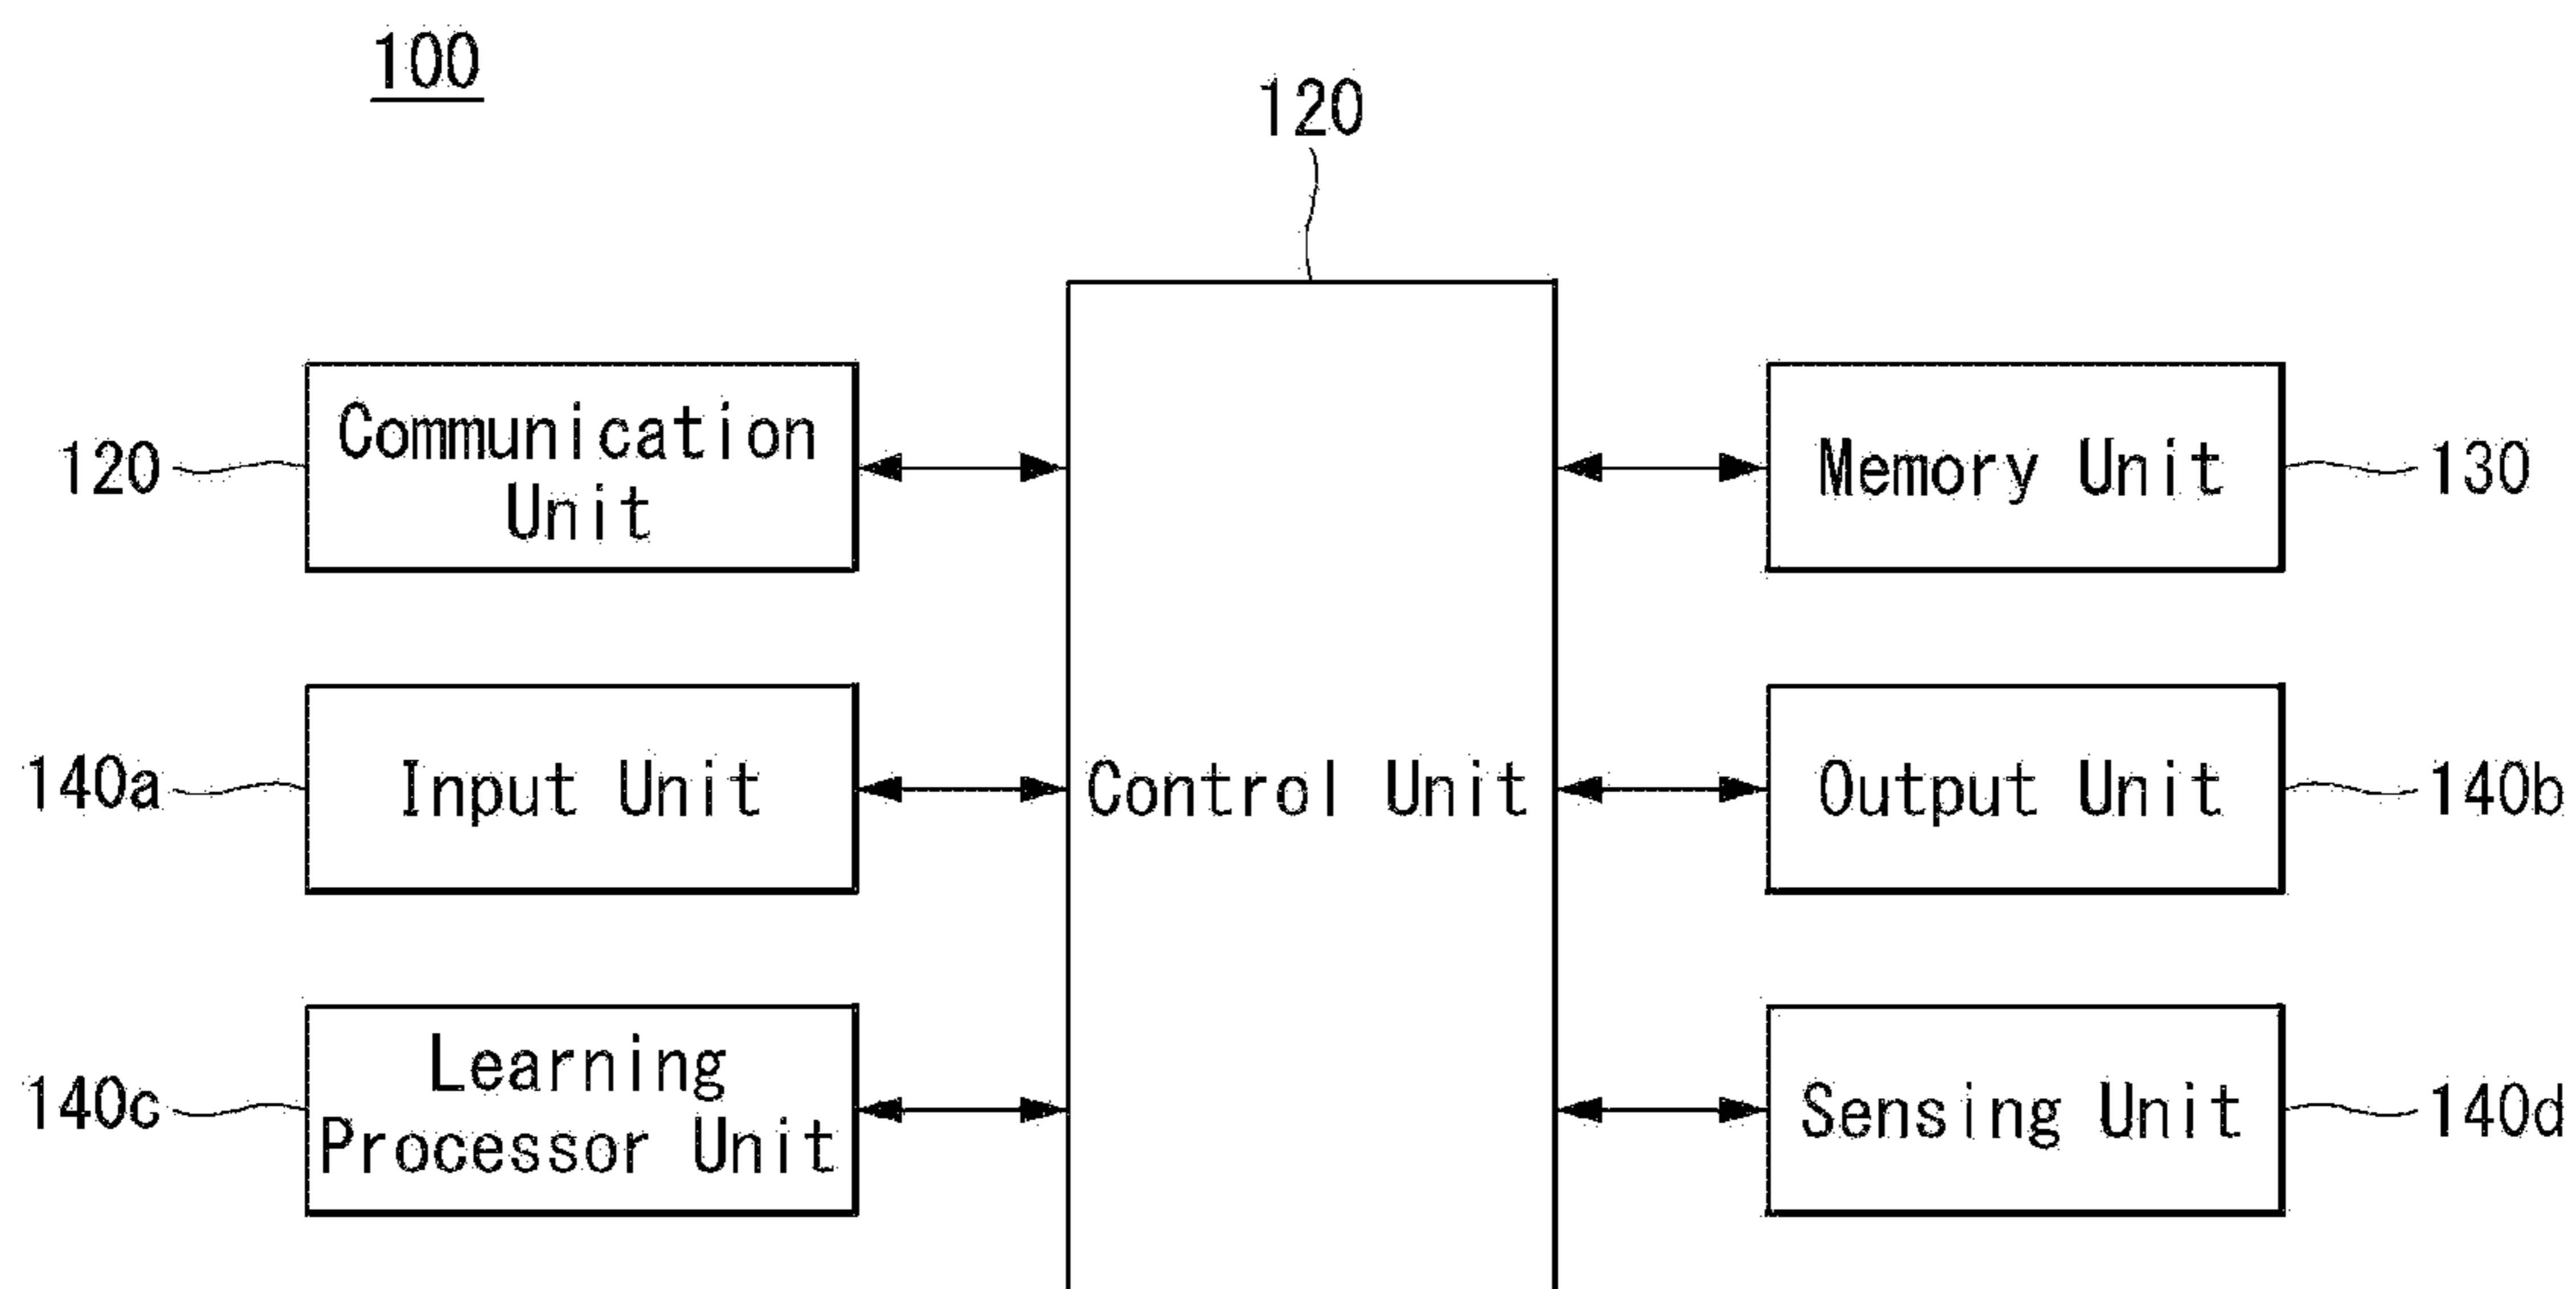 100
120
120
Communication
Unit
Memory Unit
130
140a
Input Unit
Control Unit
Output Unit
140b
140c
Learning
Processor Unit
Sensing Unit
140d